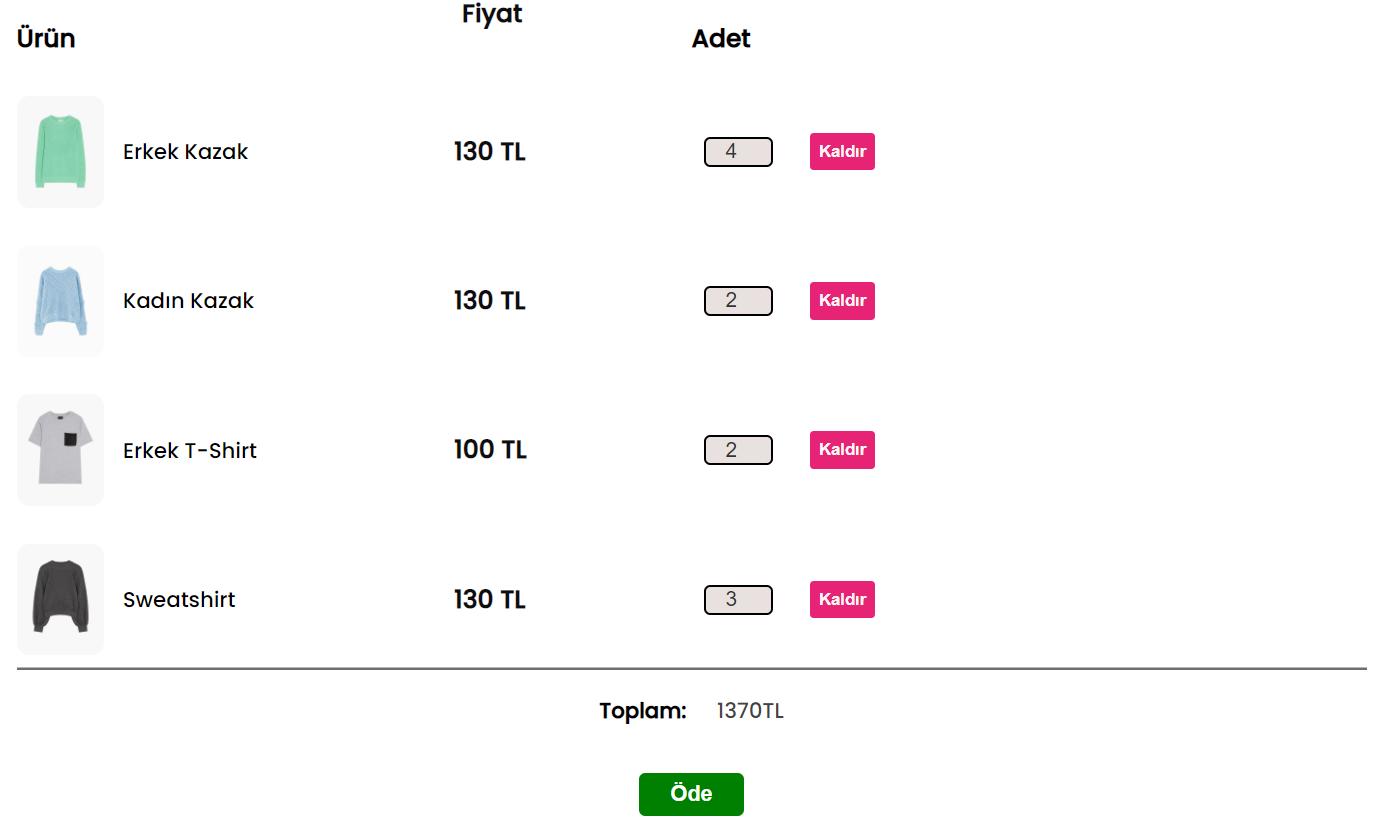 Ürün Fiyat Adet
Erkek Kazak 130 TL 4 Kaldır
Kadın Kazak 130 TL 2 Kaldır
Erkek T-Shirt 100 TL 2 Kaldır
Sweatshirt 130 TL 3 Kaldır
Toplam: 1370TL
Öde